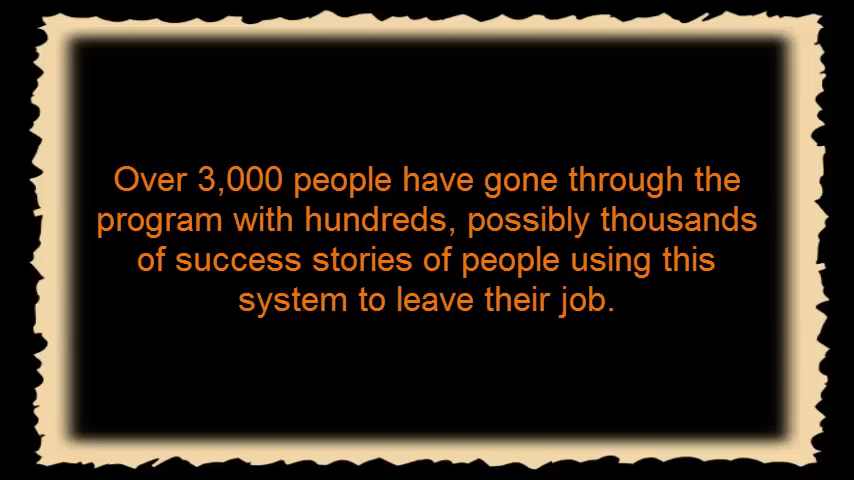 Over 3,000 people have gone through the
program with hundreds, possibly thousands
of success stories of people using this
system to leave their job.